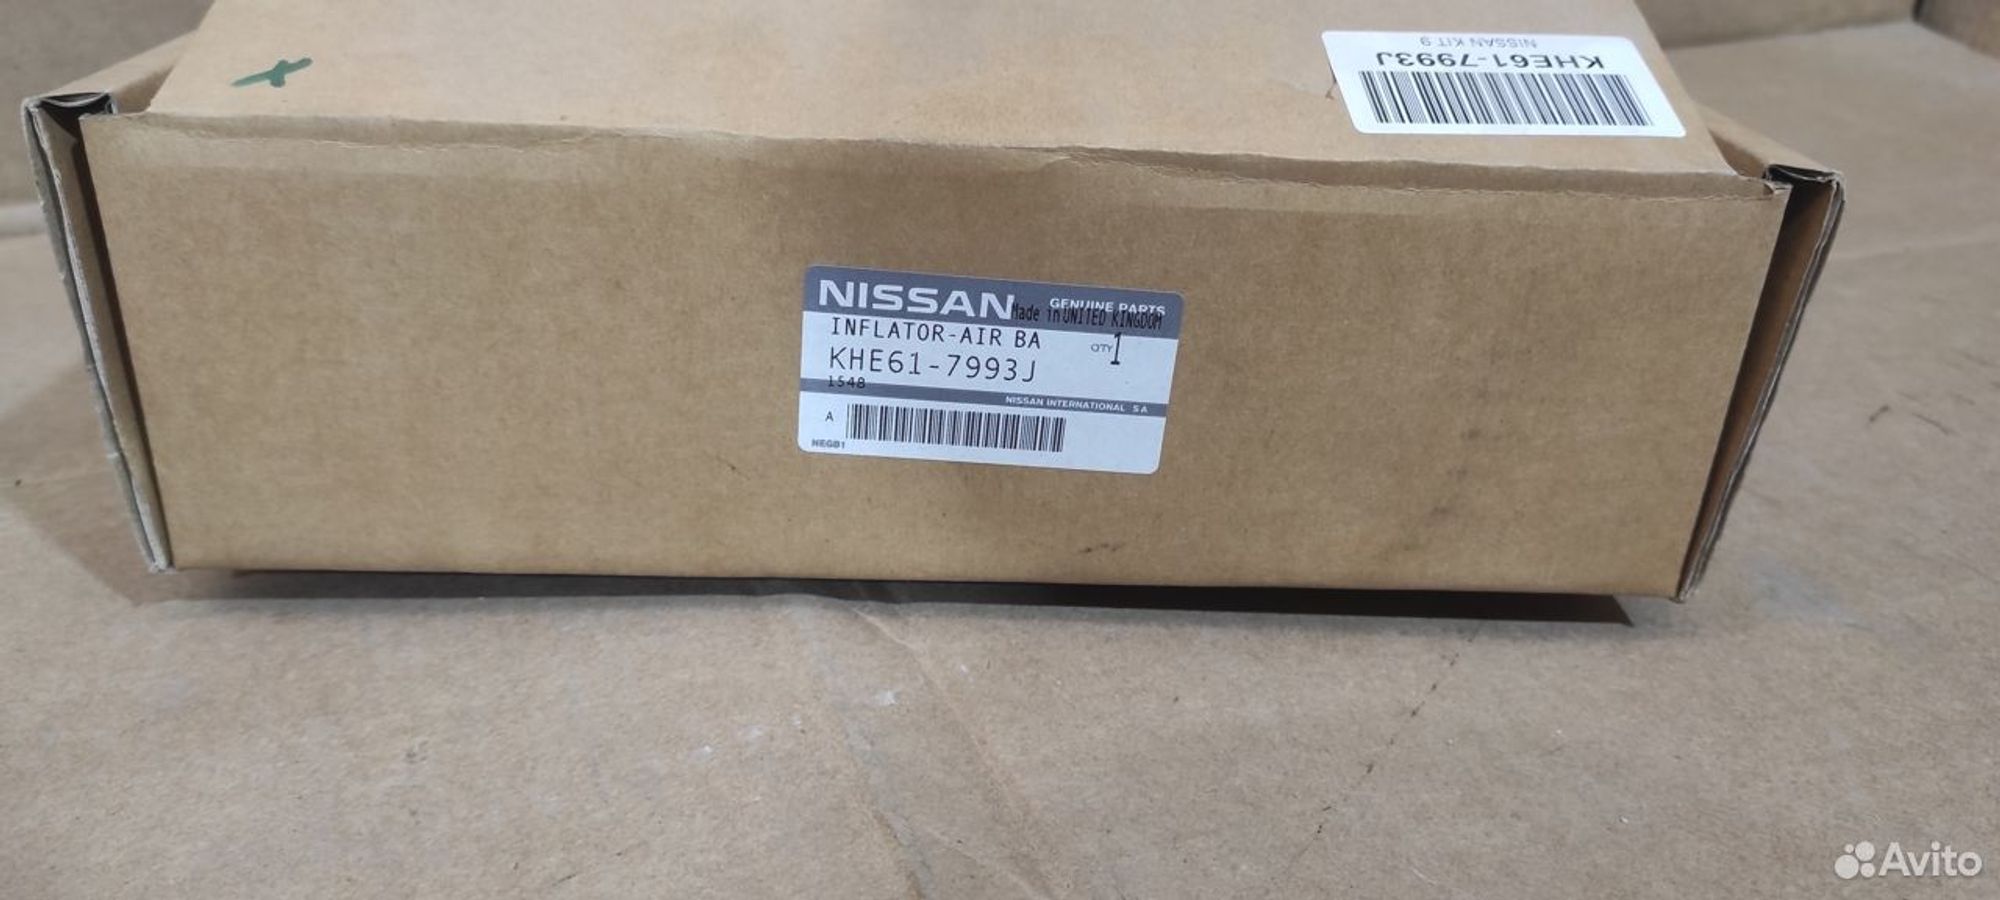 KHE61-7993J
NISSAN KIT 9
NISSAN GENUINE PARTS
Made in UNITED KINGDOM
INFLATOR-AIR BA QTY 1
KHE61-7993J
1548
NISSAN INTERNATIONAL SA
A
NEGB1
Avito